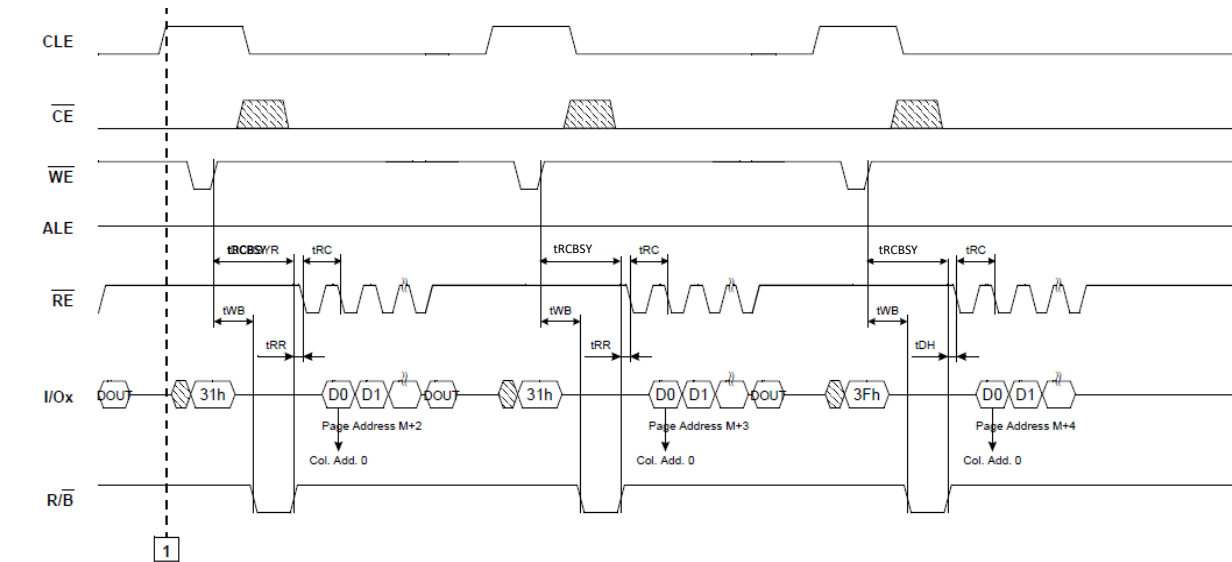 CLE
CE
WE
ALE
tRC
tRCBSY tRC
tRCBSY tRC
RE
tWB tWB tWB
tRR tRR tDH
I/Ox DOUT 31h D0 D1 DOUT 31h D0 D1 DOUT 3Fh D0 D1
Page Address M+2 Page Address M+3 Page Address M+4
Col. Add. 0 Col. Add. 0 Col. Add. 0
R/B
1